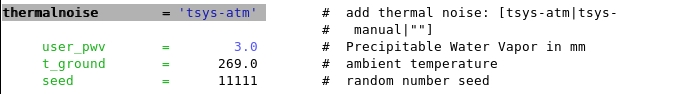 thermalnoise        = 'tsys-atm'        #  add thermal noise: [tsys-atm|tsys-
                                        #   manual|""]
     user_pwv       =        3.0        #  Precipitable Water Vapor in mm
     t_ground       =      269.0        #  ambient temperature
     seed           =      11111        #  random number seed